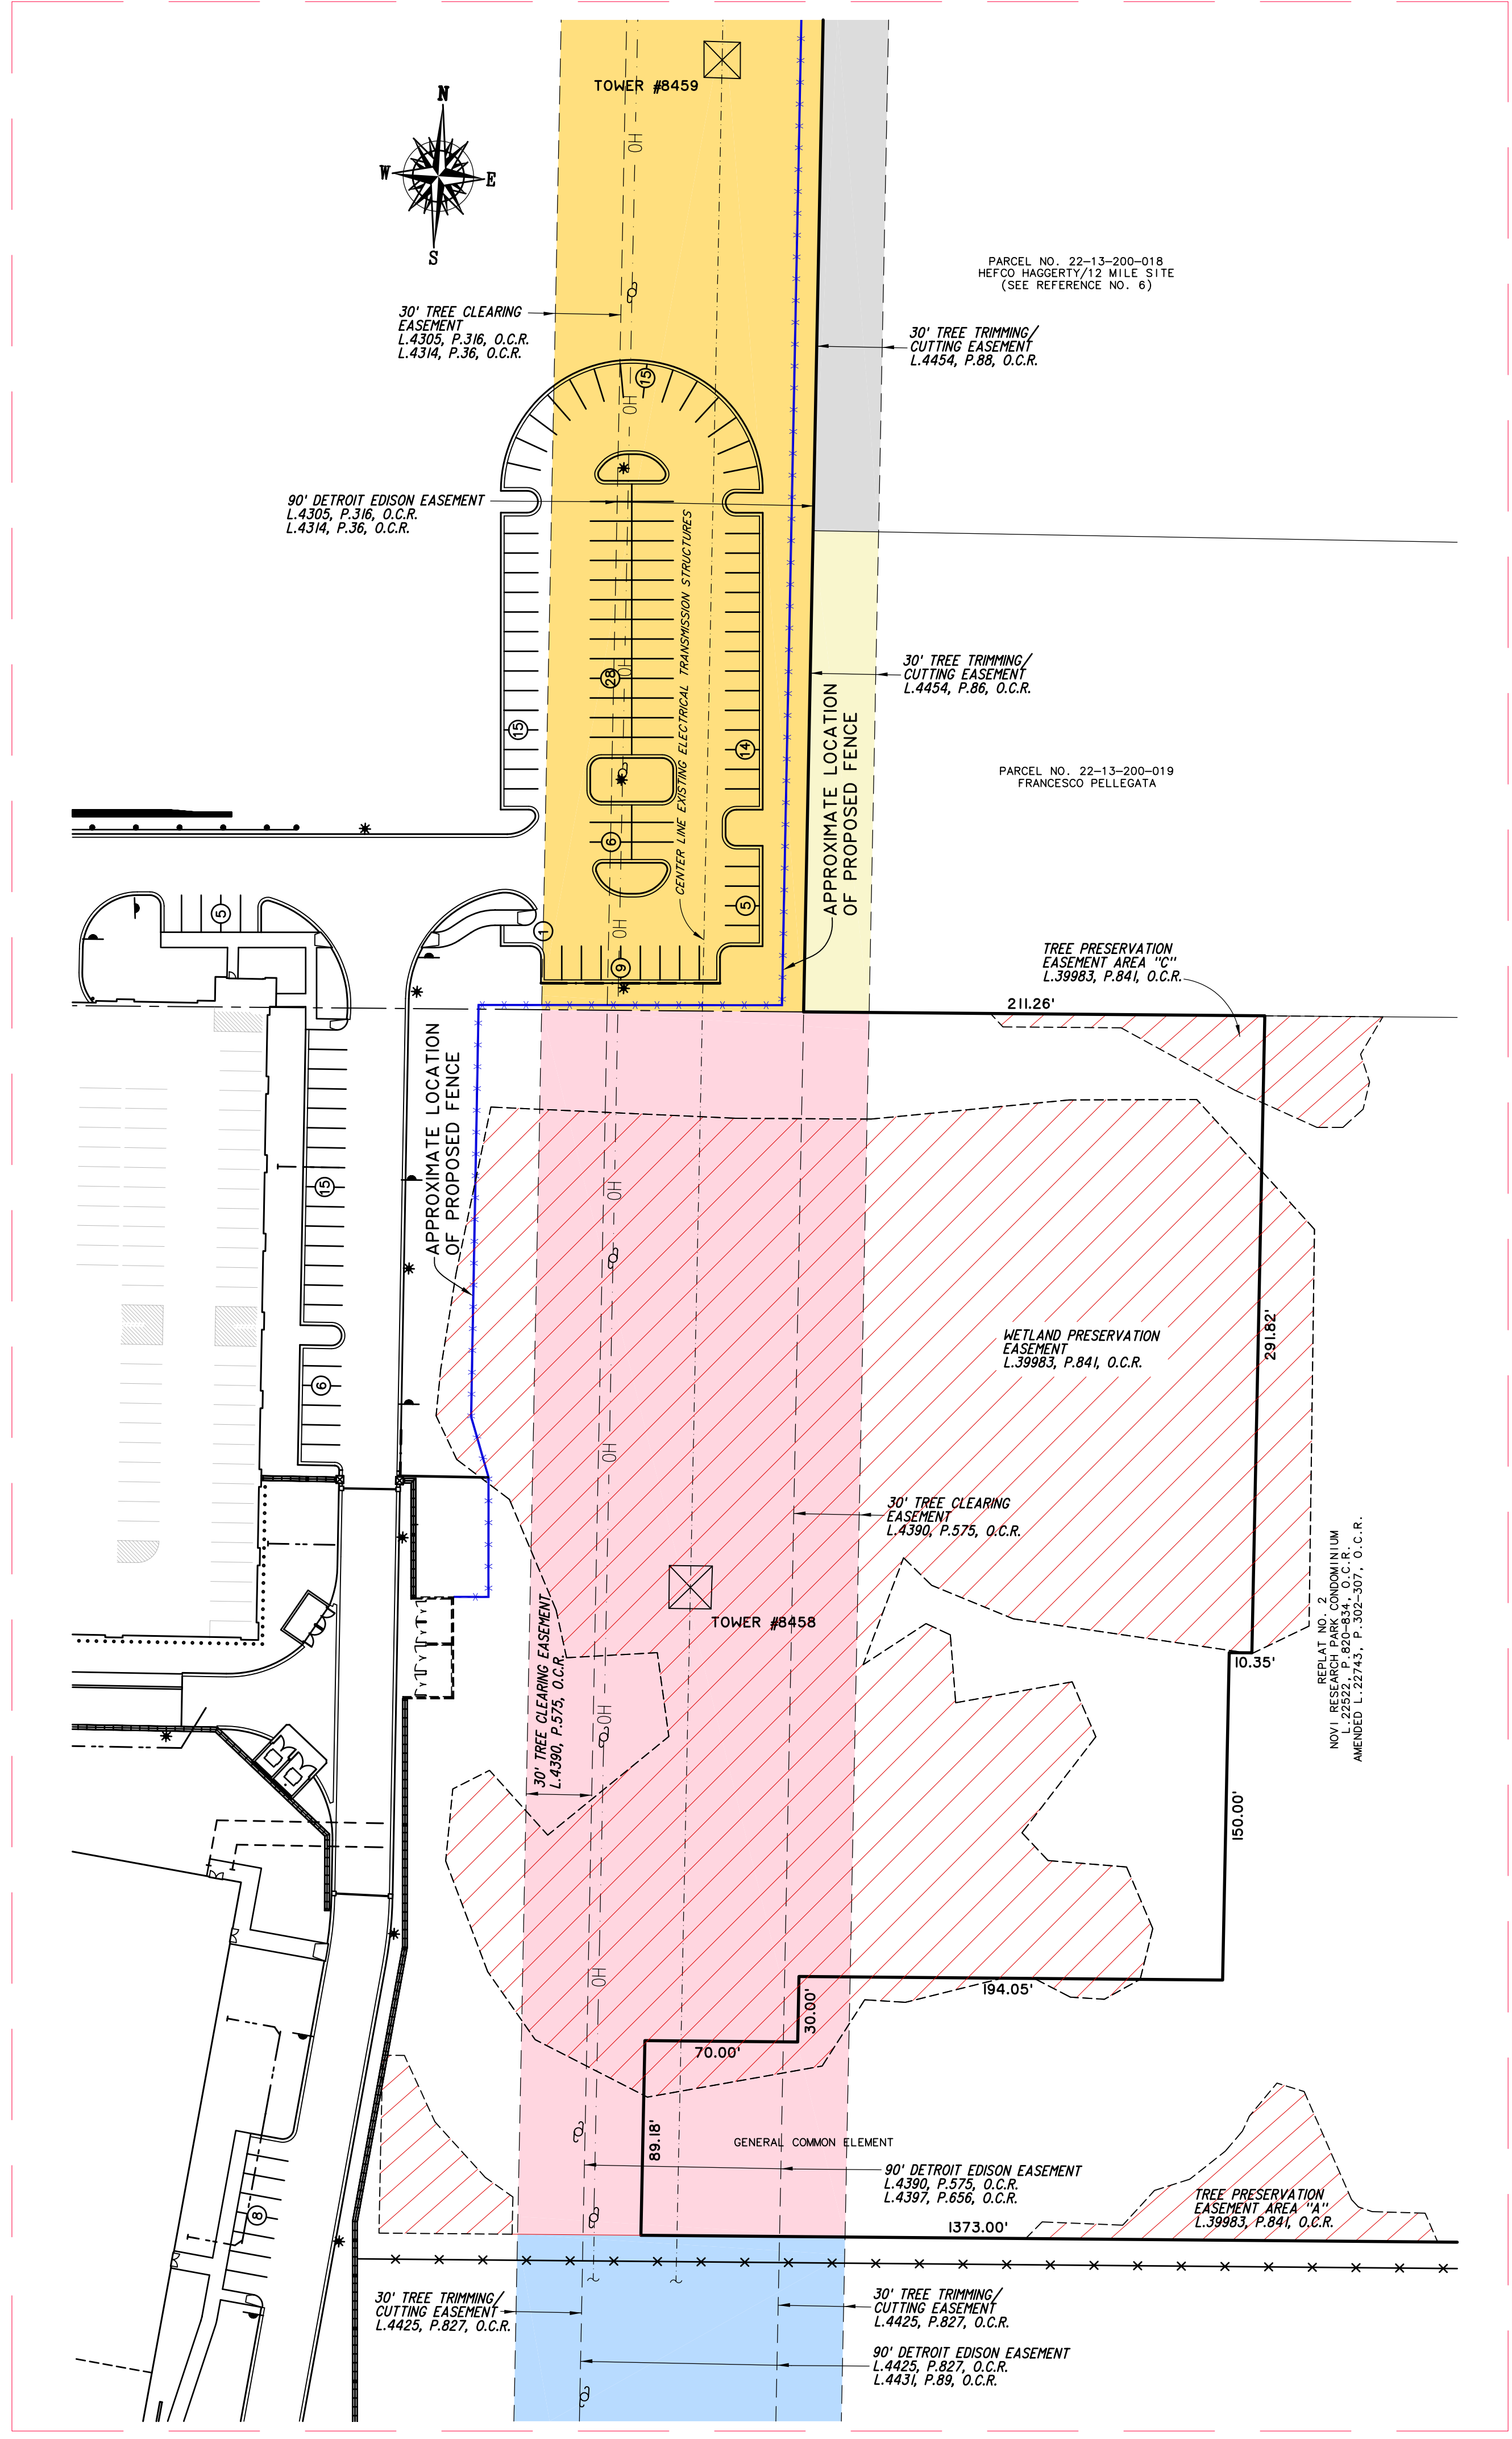 TOWER #8459
N
W
E
S
PARCEL NO. 22-13-200-018
HEFCO HAGGERTY/12 MILE SITE
(SEE REFERENCE NO. 6)
30' TREE CLEARING
EASEMENT
L.4305, P.316, O.C.R.
L.4314, P.36, O.C.R.
30' TREE TRIMMING/
CUTTING EASEMENT
L.4454, P.88, O.C.R.
OH
15
OH
90' DETROIT EDISON EASEMENT
L.4305, P.316, O.C.R.
L.4314, P.36, O.C.R.
CENTER LINE EXISTING ELECTRICAL TRANSMISSION STRUCTURES
30' TREE TRIMMING/
CUTTING EASEMENT
L.4454, P.86, O.C.R.
OH
28
15
14
APPROXIMATE LOCATION
OF PROPOSED FENCE
PARCEL NO. 22-13-200-019
FRANCESCO PELLEGATA
6
5
5
1
OH
9
TREE PRESERVATION
EASEMENT AREA "C"
L.39983, P.841, O.C.R.
211.26'
APPROXIMATE LOCATION
OF PROPOSED FENCE
15
OH
WETLAND PRESERVATION
EASEMENT
L.39983, P.841, O.C.R.
291.82'
6
OH
30' TREE CLEARING
EASEMENT
L.4390, P.575, O.C.R.
TOWER #8458
30' TREE CLEARING EASEMENT
L.4390, P.575, O.C.R.
10.35'
REPLAT NO. 2
NOVI RESEARCH PARK CONDOMINIUM
L.22522, P.820-834, O.C.R.
AMENDED L.22743, P.302-307, O.C.R.
OH
150.00'
OH
194.05'
30.00'
70.00'
89.18'
GENERAL COMMON ELEMENT
90' DETROIT EDISON EASEMENT
L.4390, P.575, O.C.R.
L.4397, P.656, O.C.R.
TREE PRESERVATION
EASEMENT AREA "A"
L.39983, P.841, O.C.R.
8
1373.00'
30' TREE TRIMMING/
CUTTING EASEMENT
L.4425, P.827, O.C.R.
30' TREE TRIMMING/
CUTTING EASEMENT
L.4425, P.827, O.C.R.
90' DETROIT EDISON EASEMENT
L.4425, P.827, O.C.R.
L.4431, P.89, O.C.R.